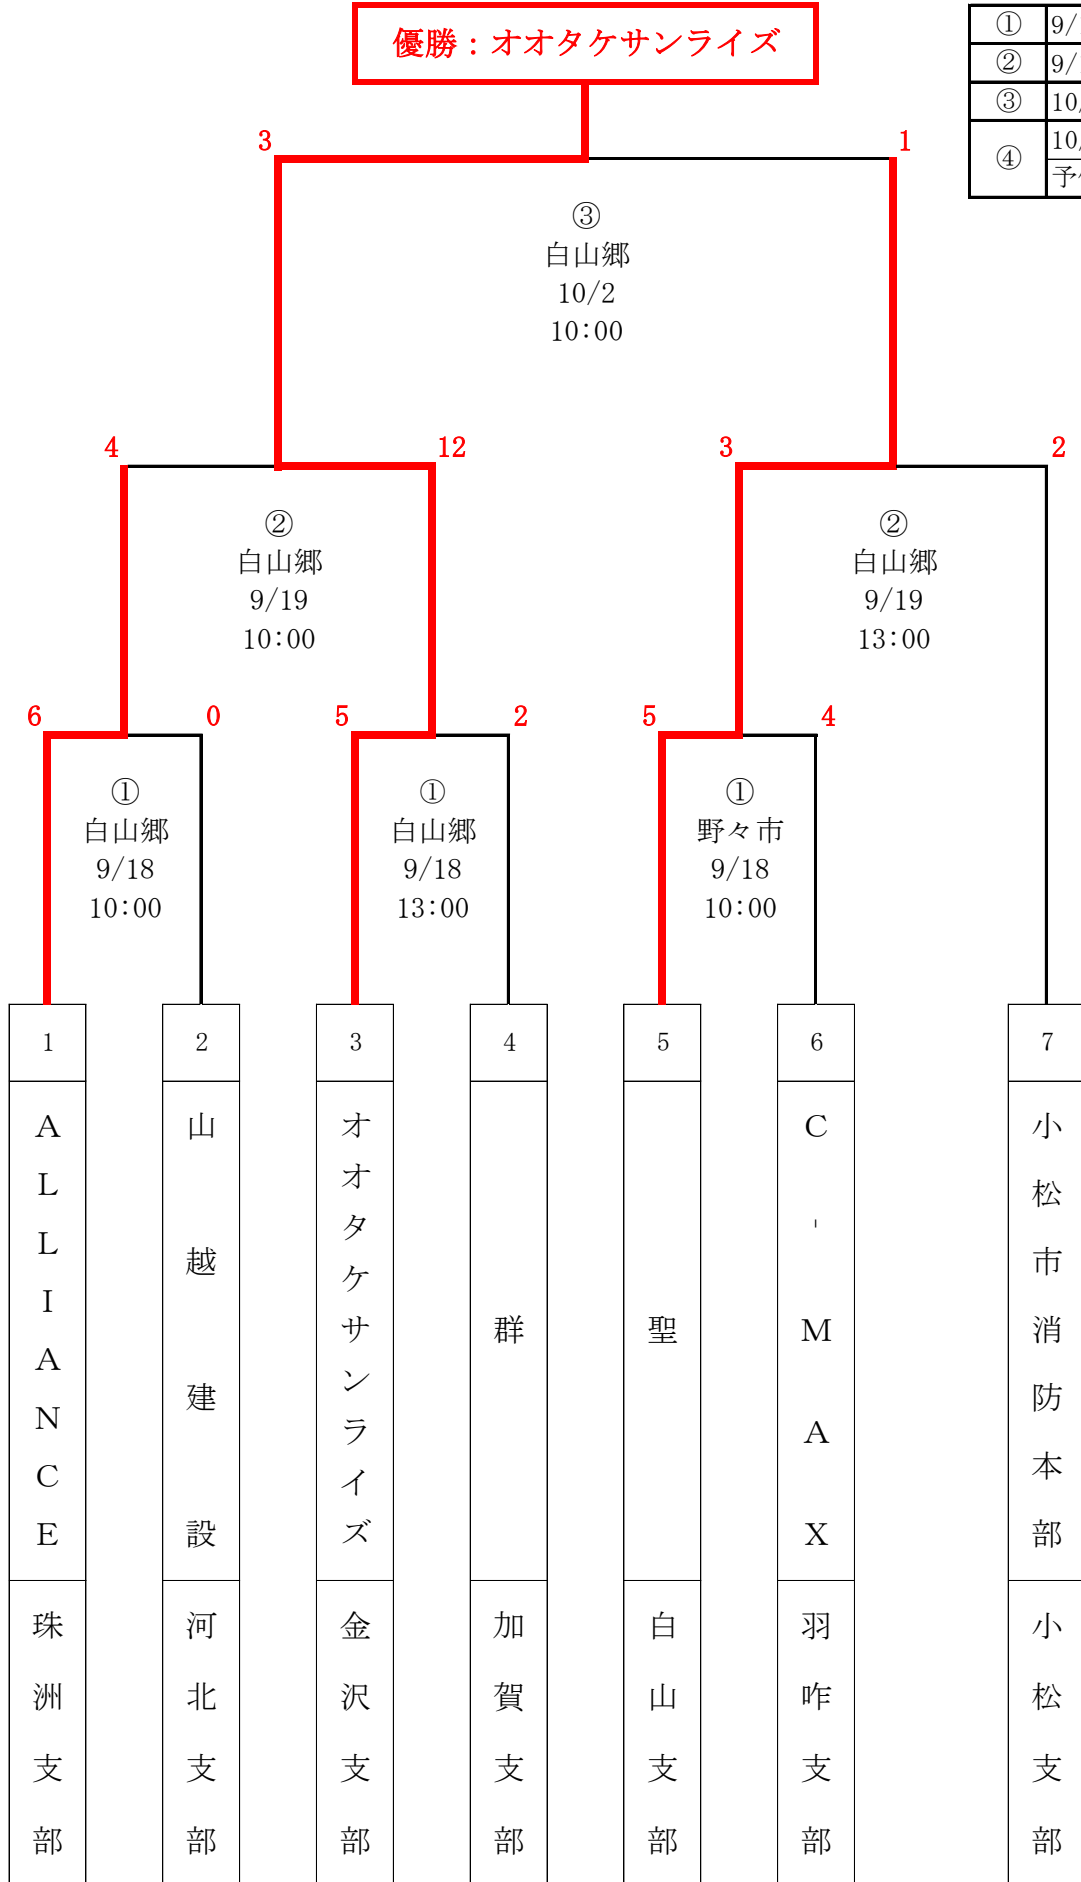 優勝：オオタケサンライズ
①
9/
②
9/
③
10/
④
10/
3
1
③
白山郷
10/2
10:00
4
12
3
2
②
白山郷
9/19
10:00
②
白山郷
9/19
13:00
6
0
5
2
5
4
①
白山郷
9/18
10:00
①
白山郷
9/18
13:00
①
野々市
9/18
10:00
1
2
3
4
5
6
7
ALLIANCE
山越建設
オオタケサンライズ
群
聖
C-MAX
小松市消防本部
珠洲支部
河北支部
金沢支部
加賀支部
白山支部
羽咋支部
小松支部